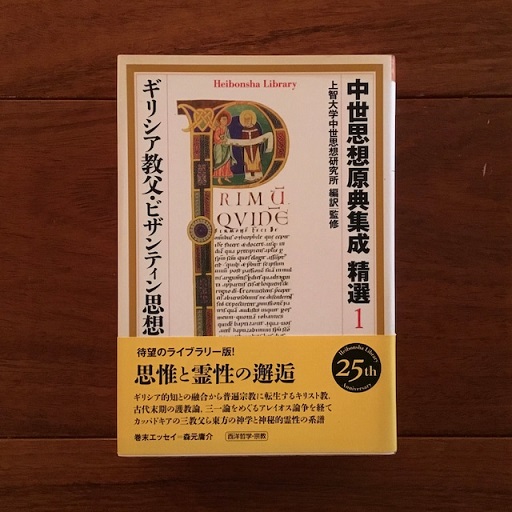 Heibonsha Library
中世思想原典集成 精選1
上智大学中世思想研究所 編訳/監修
ギリシア教父・ビザンティン思想
P
RIMŪ
QVIDE
待望のライブラリー版!
思惟と霊性の邂逅
ギリシア的知との融合から普遍宗教に転生するキリスト教。
古代末期の護教論、三一論をめぐるアレイオス論争を経て
カッパドキアの三教父ら東方の神学と神秘的霊性の系譜
巻末エッセイ=森元庸介
西洋哲学・宗教
Heibonsha Library
25th
Anniversary